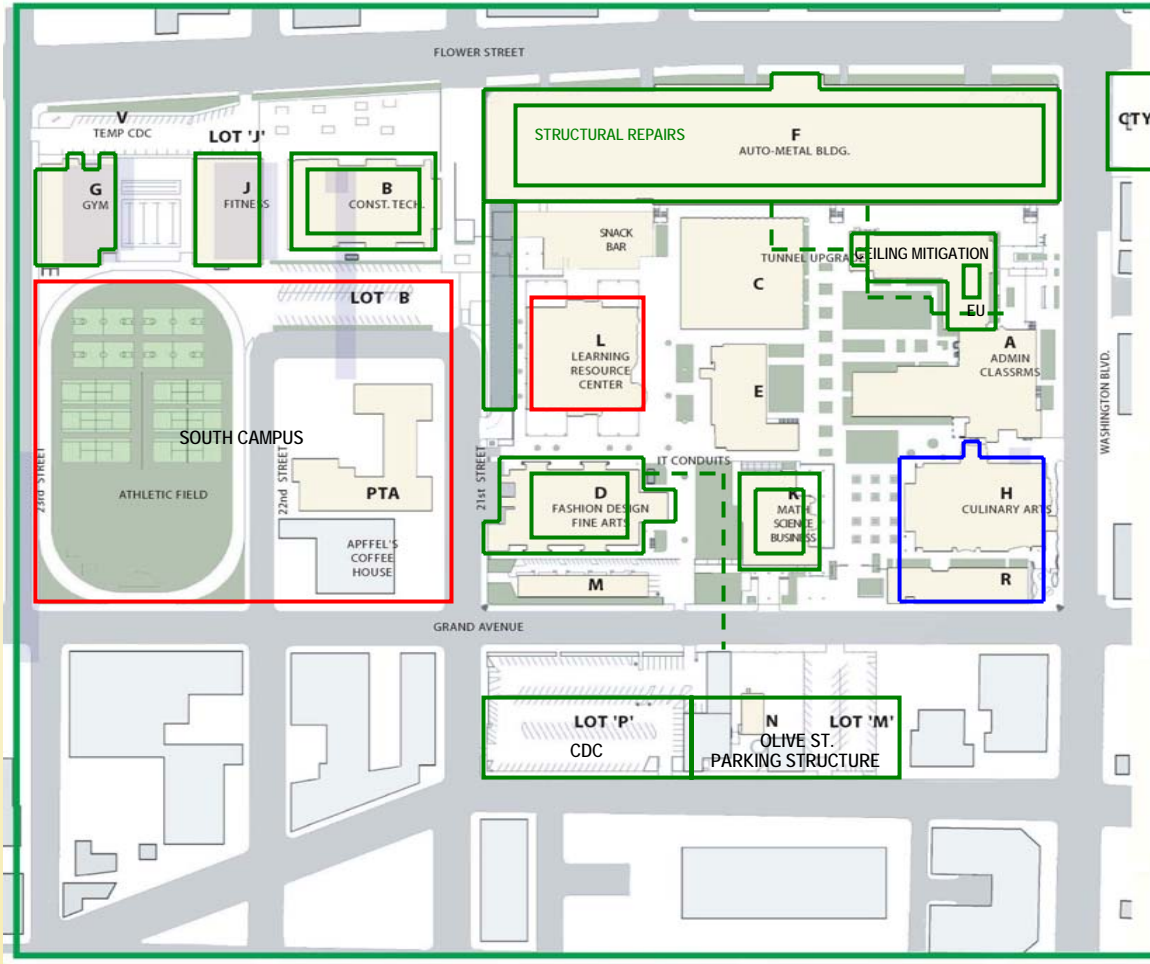 FLOWER STREET
V
TEMP CDC
LOT 'J'
STRUCTURAL REPAIRS
F
AUTO-METAL BLDG.
CTY
G
GYM
J
FITNESS
B
CONST. TECH.
SNACK
BAR
TUNNEL UPGRADE
CEILING MITIGATION
C
EU
LOT B
L
LEARNING
RESOURCE
CENTER
A
ADMIN
CLASSRMS
E
WASHINGTON BLVD.
SOUTH CAMPUS
23rd STREET
ATHLETIC FIELD
22nd STREET
PTA
21st STREET
IT CONDUITS
D
FASHION DESIGN
FINE ARTS
K
MATH
SCIENCE
BUSINESS
H
CULINARY ARTS
APFFEL'S
COFFEE
HOUSE
M
R
GRAND AVENUE
LOT 'P'
CDC
N
LOT 'M'
OLIVE ST.
PARKING STRUCTURE